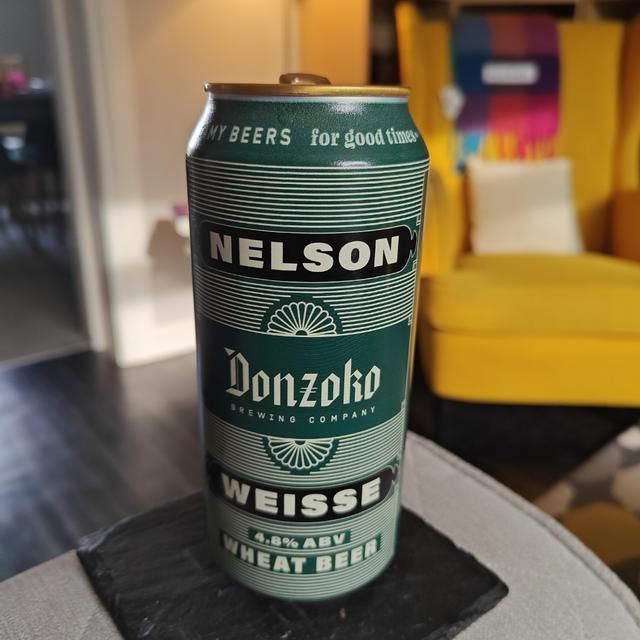 MY BEERS for good times
NELSON
Donzoko
BREWING COMPANY
WEISSE
4.8% ABV
WHEAT BEER